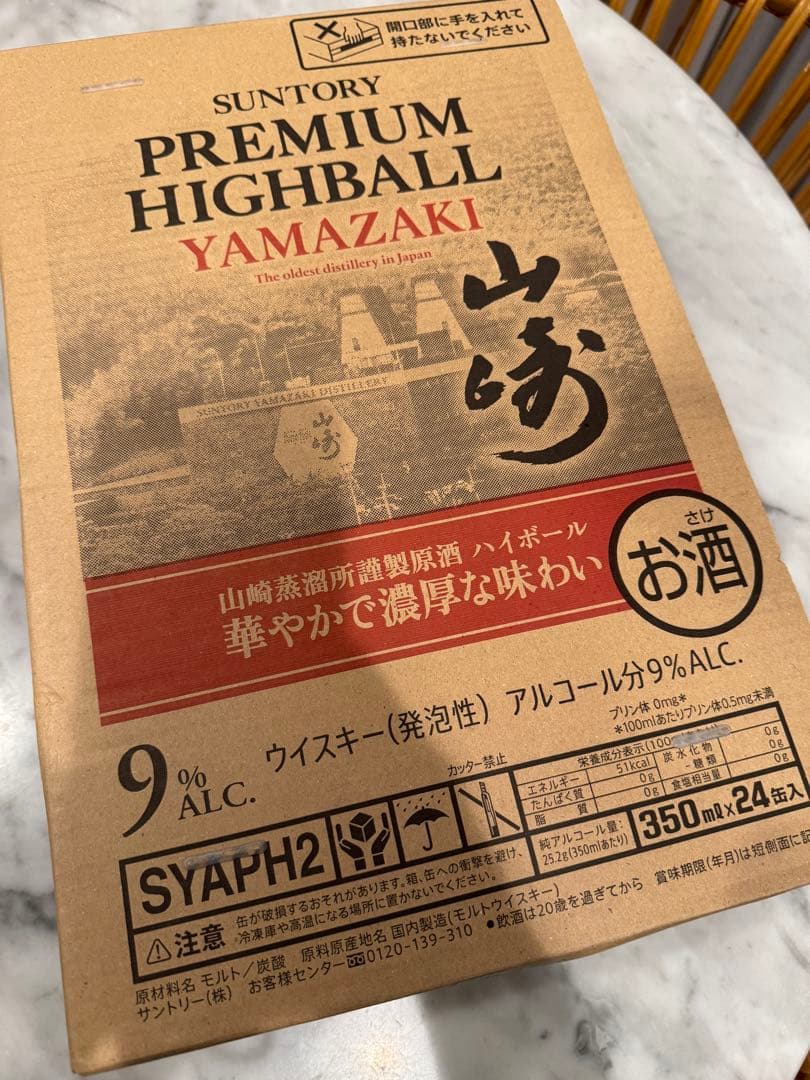 開口部に手を入れて
持たないでください
SUNTORY
PREMIUM
HIGHBALL
YAMAZAKI
The oldest distillery in Japan
山崎
SUNTORY YAMAZAKI DISTILLERY
山崎
山崎蒸溜所謹製原酒 ハイボール
華やかで濃厚な味わい
さけ
お酒
ウイスキー(発泡性) アルコール分9%ALC.
9%
ALC.
プリン体 0mg*
*100mlあたりプリン体0.5mg未満
カッター禁止
栄養成分表示(100
エネルギー 51kcal
たんぱく質 0g
脂質 0g
炭水化物 0g
-糖類 0g
食塩相当量
純アルコール量:
25.2g(350mlあたり)
350ml×24缶入
SYAPH2
注意
缶が破損するおそれがあります。箱、缶への衝撃を避け、
冷凍庫や高温になる場所に置かないでください。
原材料名 モルト/炭酸 原料原産地名 国内製造(モルトウイスキー)
サントリー(株) お客様センター 0120-139-310 ●飲酒は20歳を過ぎてから 賞味期限(年月)は短側面に記